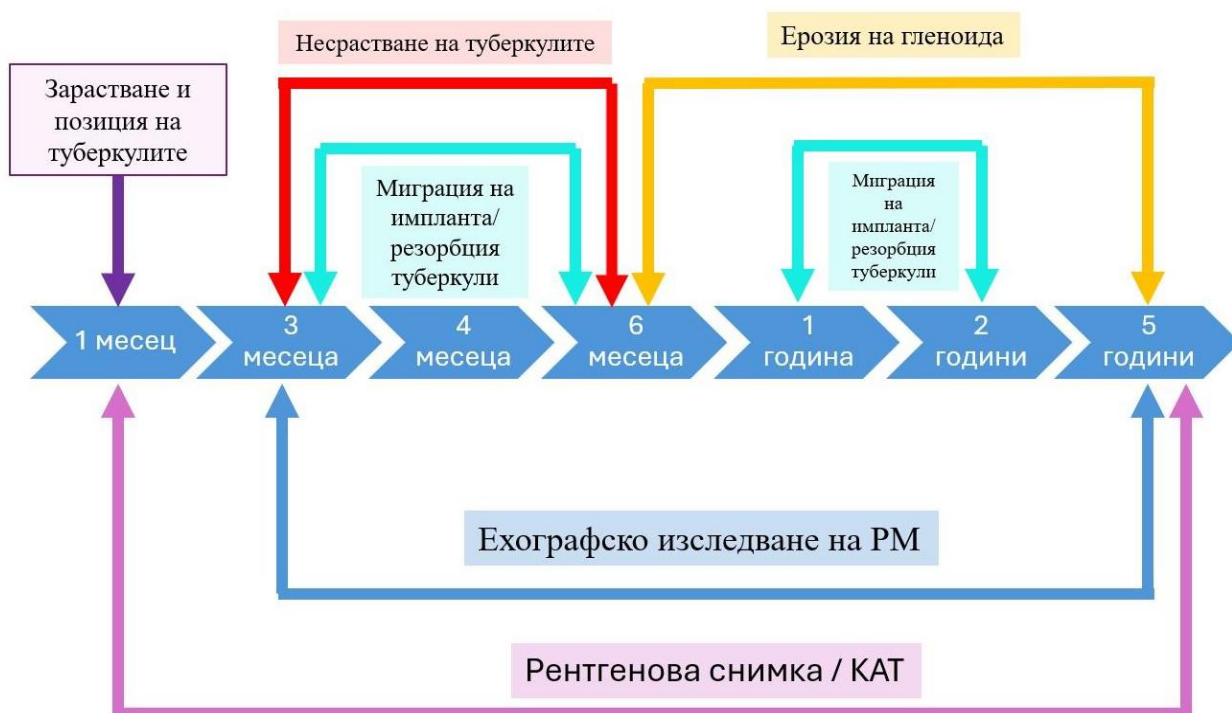 Несрастване на туберкулите
Ерозия на гленоида
Зарастване и
позиция на
туберкулите
Миграция на
импланта/
резорбция
туберкули
Миграция
на
импланта/
резорбция
туберкули
1 месец
3
месеца
4
месеца
6
месеца
1
година
2
години
5
години
Ехографско изследване на РМ
Рентгенова снимка / КАТ